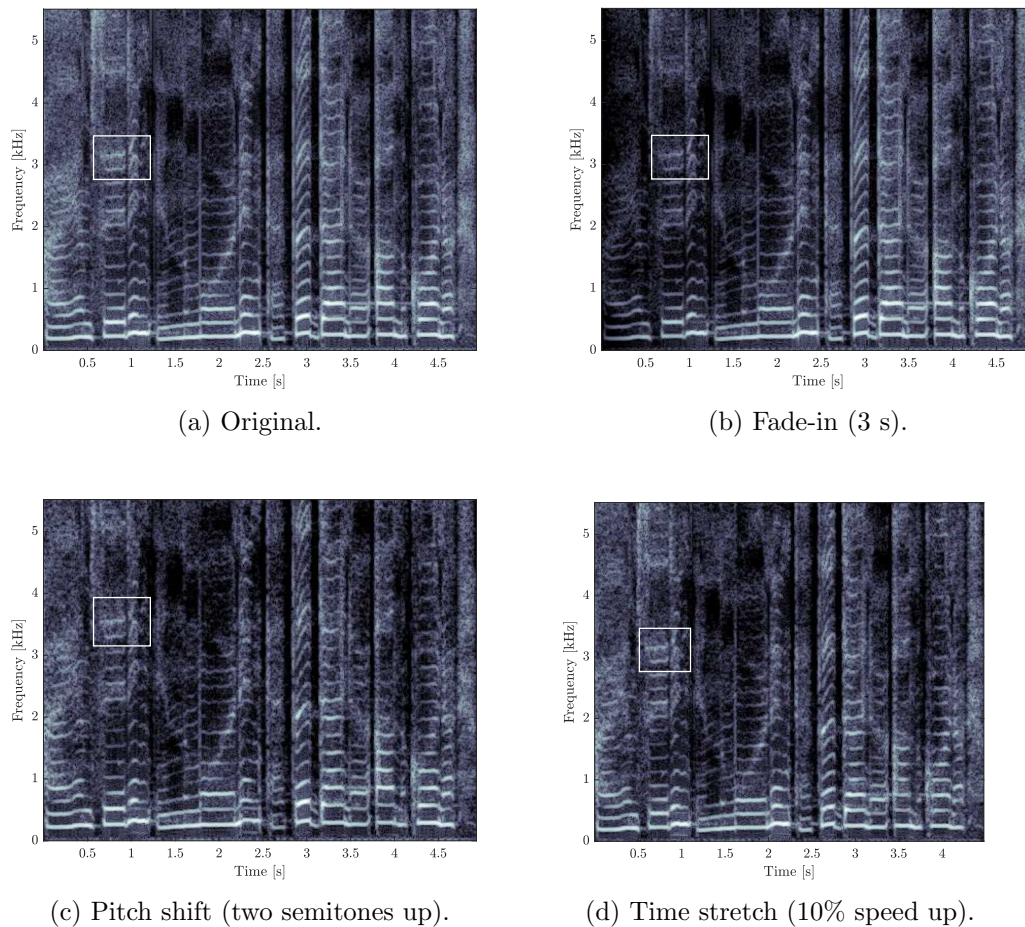 5
4
3
2
1
0
Frequency [kHz]
0.5 1 1.5 2 2.5 3 3.5 4 4.5
Time [s]
(a) Original.
5
4
3
2
1
0
Frequency [kHz]
0.5 1 1.5 2 2.5 3 3.5 4 4.5
Time [s]
(b) Fade-in (3 s).
5
4
3
2
1
0
Frequency [kHz]
0.5 1 1.5 2 2.5 3 3.5 4 4.5
Time [s]
(c) Pitch shift (two semitones up).
5
4
3
2
1
0
Frequency [kHz]
0.5 1 1.5 2 2.5 3 3.5 4
Time [s]
(d) Time stretch (10% speed up).